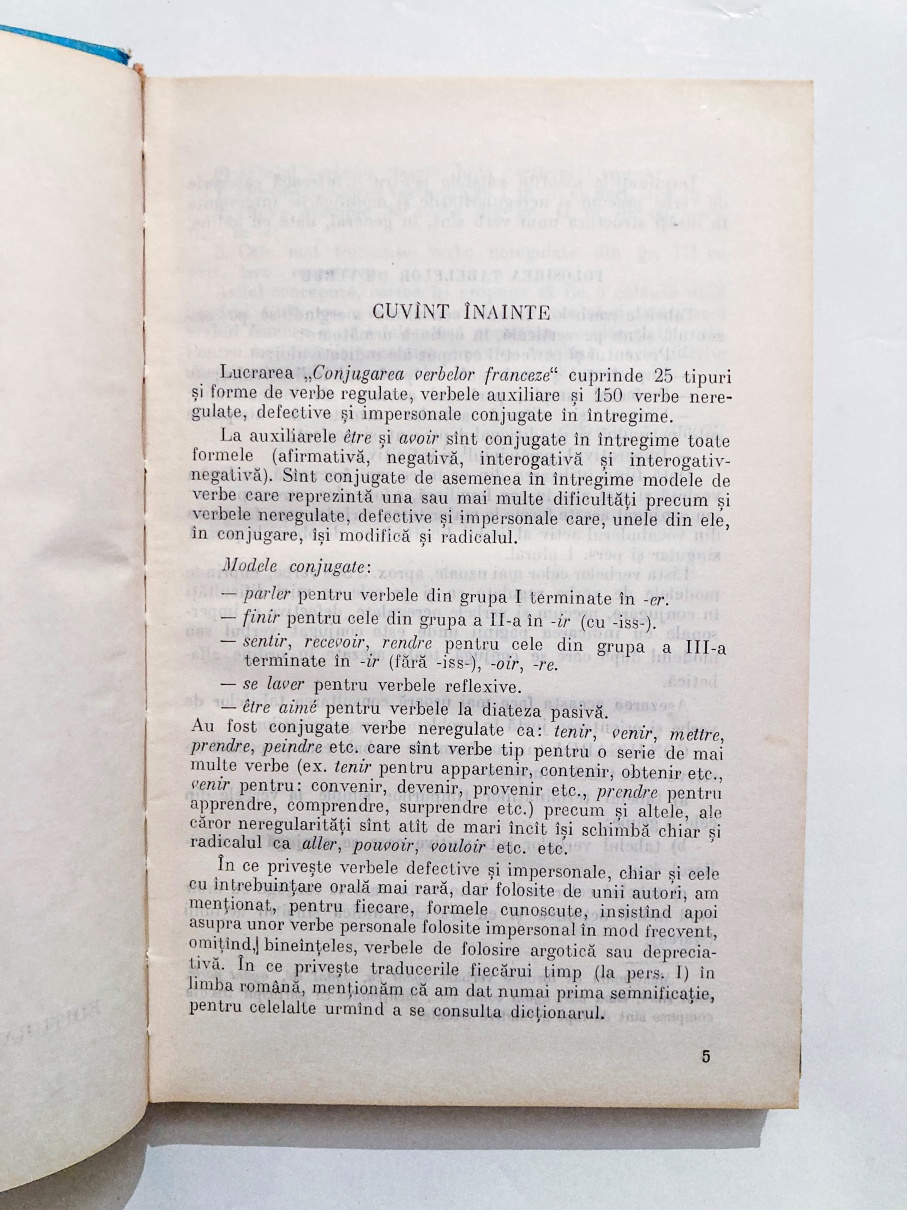 CUVÎNT ÎNAINTE
Lucrarea „Conjugarea verbelor franceze“ cuprinde 25 tipuri
și forme de verbe regulate, verbele auxiliare și 150 verbe nere-
gulate, defective și impersonale conjugate în întregime.
La auxiliarele être și avoir sînt conjugate în întregime toate
formele (afirmativă, negativă, interogativă și interogativ-
negativă). Sînt conjugate de asemenea în întregime modele de
verbe care reprezintă una sau mai multe dificultăți precum și
verbele neregulate, defective și impersonale care, unele din ele,
în conjugare, își modifică și radicalul.
Modele conjugate:
— parler pentru verbele din grupa I terminate în -er.
— finir pentru cele din grupa a II-a în -ir (cu -iss-).
— sentir, recevoir, rendre pentru cele din grupa a III-a
terminate în -ir (fără -iss-), -oir, -re.
— se laver pentru verbele reflexive.
— être aimé pentru verbele la diateza pasivă.
Au fost conjugate verbe neregulate ca: tenir, venir, mettre,
prendre, peindre etc. care sînt verbe tip pentru o serie de mai
multe verbe (ex. tenir pentru appartenir, contenir, obtenir etc.,
venir pentru: convenir, devenir, provenir etc., prendre pentru
apprendre, comprendre, surprendre etc.) precum și altele, ale
căror neregularități sînt atît de mari încît își schimbă chiar și
radicalul ca aller, pouvoir, vouloir etc. etc.
În ce privește verbele defective și impersonale, chiar și cele
cu întrebuințare orală mai rară, dar folosite de unii autori, am
menționat, pentru fiecare, formele cunoscute, insistînd apoi
asupra unor verbe personale folosite impersonal în mod frecvent,
omițînd, bineînțeles, verbele de folosire argotică sau deprecia-
tivă. În ce privește traducerile fiecărui timp (la pers. I) în
limba română, menționăm că am dat numai prima semnificație,
pentru celelalte urmînd a se consulta dicționarul.
5